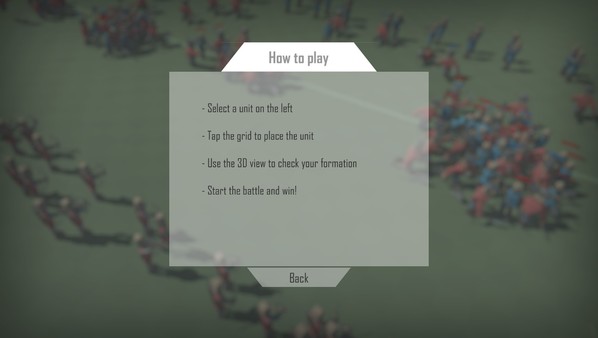 How to play
- Select a unit on the left
- Tap the grid to place the unit
- Use the 3D view to check your formation
- Start the battle and win!
Back